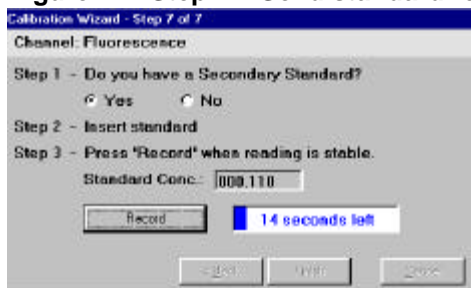 Calibration Wizard - Step 7 of 7
Channel: Fluorescence
Step 1 - Do you have a Secondary Standard?
Yes No
Step 2 - Insert standard
Step 3 - Press "Record" when reading is stable.
Standard Conc.: 000.110
Record 14 seconds left